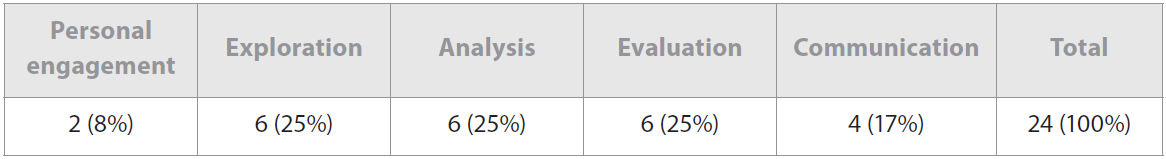 Personal engagement Exploration Analysis Evaluation Communication Total
2 (8%) 6 (25%) 6 (25%) 6 (25%) 4 (17%) 24 (100%)